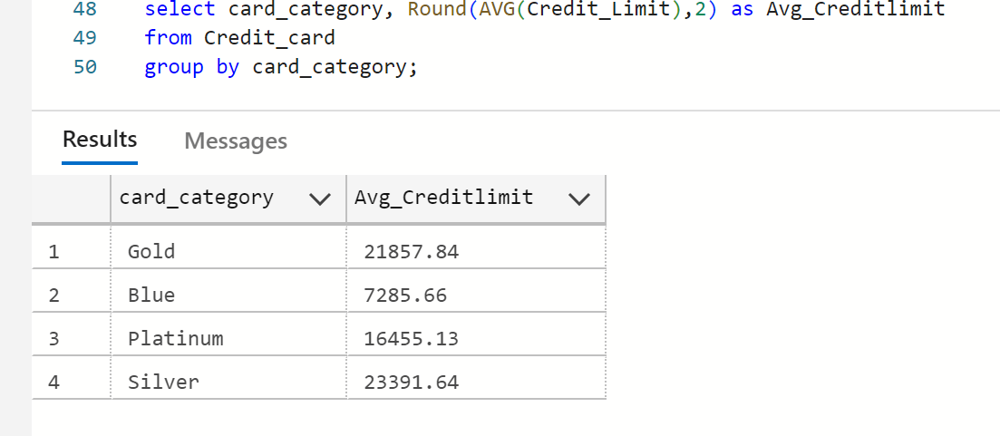 48 select card_category, Round(AVG(Credit_Limit),2) as Avg_Creditlimit
49 from Credit_card
50 group by card_category;
Results Messages
card_category Avg_Creditlimit
1 Gold 21857.84
2 Blue 7285.66
3 Platinum 16455.13
4 Silver 23391.64